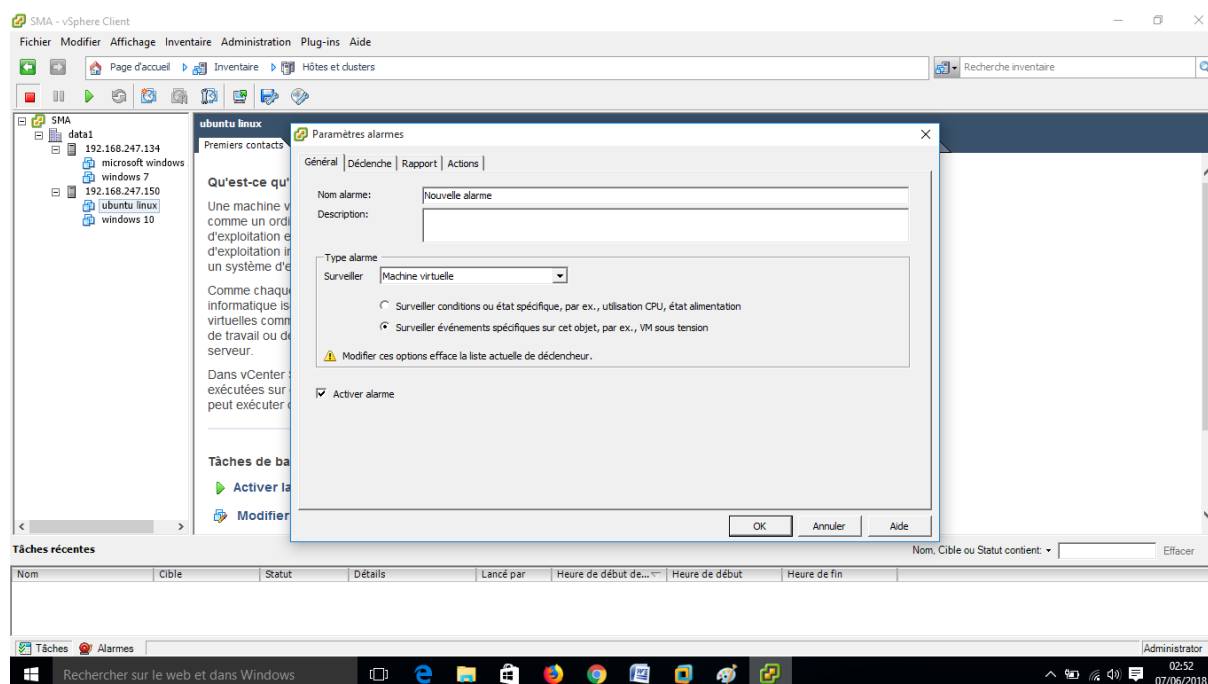 SMA - vSphere Client
Fichier Modifier Affichage Inventaire Administration Plug-ins Aide
Page d'accueil Inventaire Hôtes et clusters
Recherche inventaire
SMA
data1
192.168.247.134
microsoft windows
windows 7
192.168.247.150
ubuntu linux
windows 10
ubuntu linux
Premiers contacts
Qu'est-ce qu'
Une machine v
comme un ordi
d'exploitation e
d'exploitation in
un système d'e
Comme chaqu
informatique is
virtuelles comm
de travail ou de
serveur.
Dans vCenter
exécutées sur
peut exécuter
Tâches de ba
Activer la
Modifier
Paramètres alarmes
Général Déclenche Rapport Actions
Nom alarme: Nouvelle alarme
Description:
Type alarme
Surveiller Machine virtuelle
Surveiller conditions ou état spécifique, par ex., utilisation CPU, état alimentation
Surveiller événements spécifiques sur cet objet, par ex., VM sous tension
Modifier ces options efface la liste actuelle de déclencheur.
Activer alarme
OK Annuler Aide
Tâches récentes
Nom, Cible ou Statut contient: Effacer
Nom Cible Statut Détails Lancé par Heure de début de... Heure de début Heure de fin
Tâches Alarmes
Administrator
Rechercher sur le web et dans Windows
02:52
07/06/2018